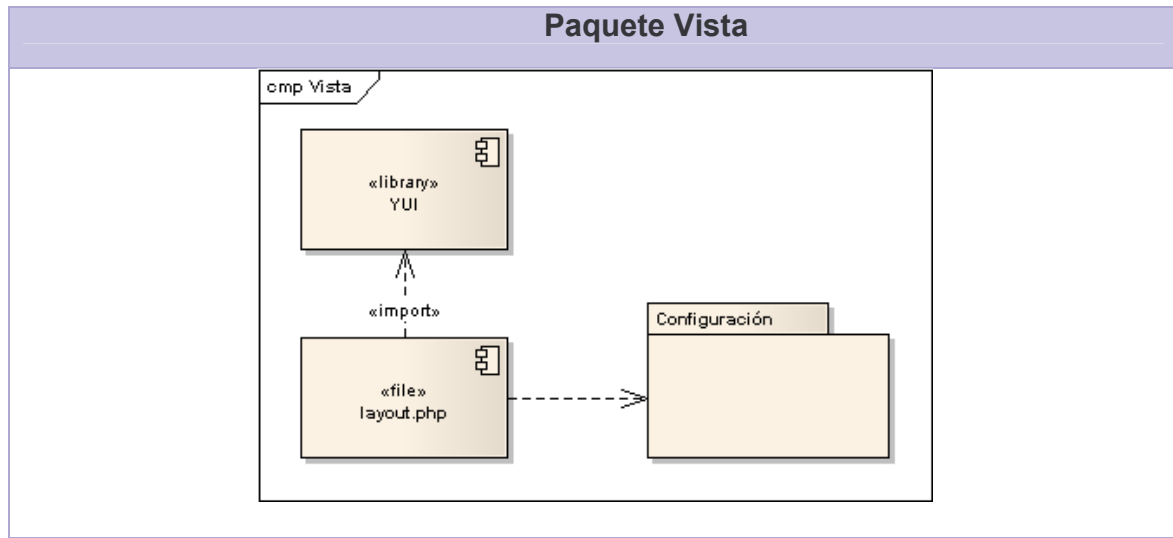 Paquete Vista
cmp Vista
«library»
YUI
«import»
Configuración
«file»
layout.php